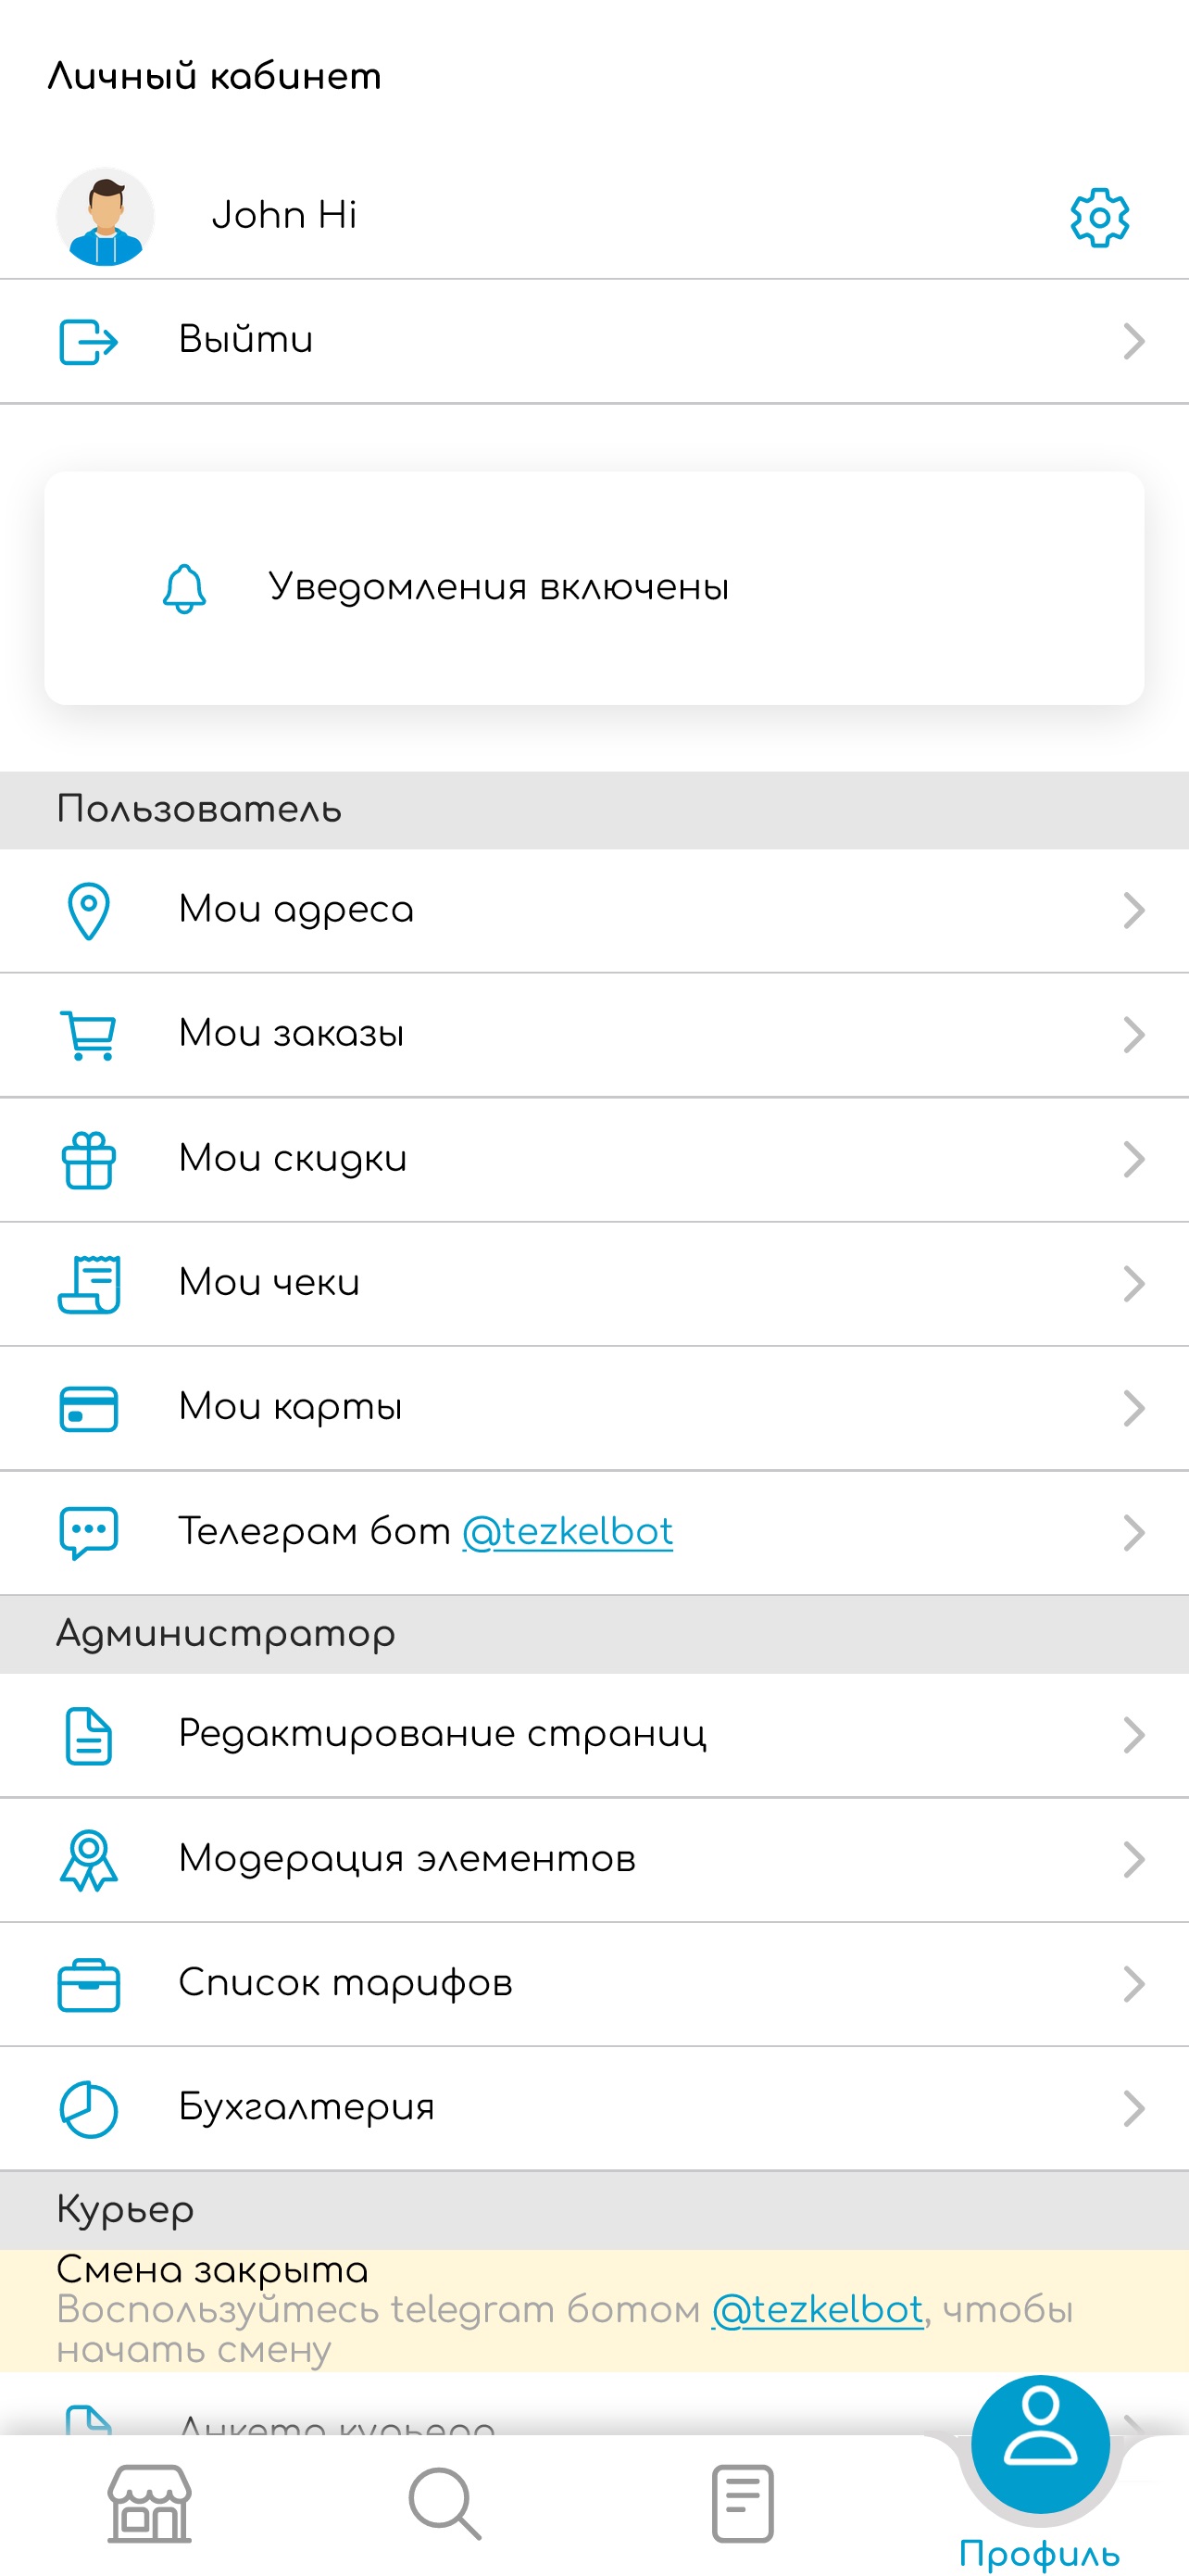 Личный кабинет
John Hi
Выйти
Уведомления включены
Пользователь
Мои адреса
Мои заказы
Мои скидки
Мои чеки
Мои карты
Телеграм бот @tezkelbot
Администратор
Редактирование страниц
Модерация элементов
Список тарифов
Бухгалтерия
Курьер
Смена закрыта
Воспользуйтесь telegram ботом @tezkelbot, чтобы
начать смену
Анкета курьера
Профиль